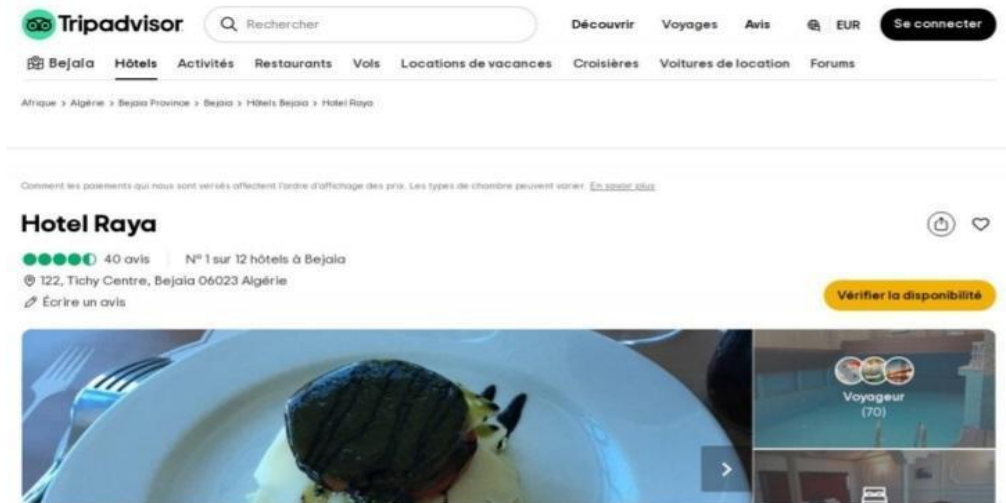 Tripadvisor
Rechercher
Découvrir Voyages Avis EUR Se connecter
Bejaia Hôtels Activités Restaurants Vols Locations de vacances Croisières Voitures de location Forums
Afrique > Algérie > Bejaia Province > Bejaia > Hôtels Bejaia > Hotel Raya
Comment les paiements qui nous sont versés affectent l'ordre d'affichage des prix. Les types de chambre peuvent varier. En savoir plus
Hotel Raya
40 avis N° 1 sur 12 hôtels à Bejaia
122, Tichy Centre, Bejaia 06023 Algérie
Écrire un avis
Vérifier la disponibilité
Voyageur
(70)